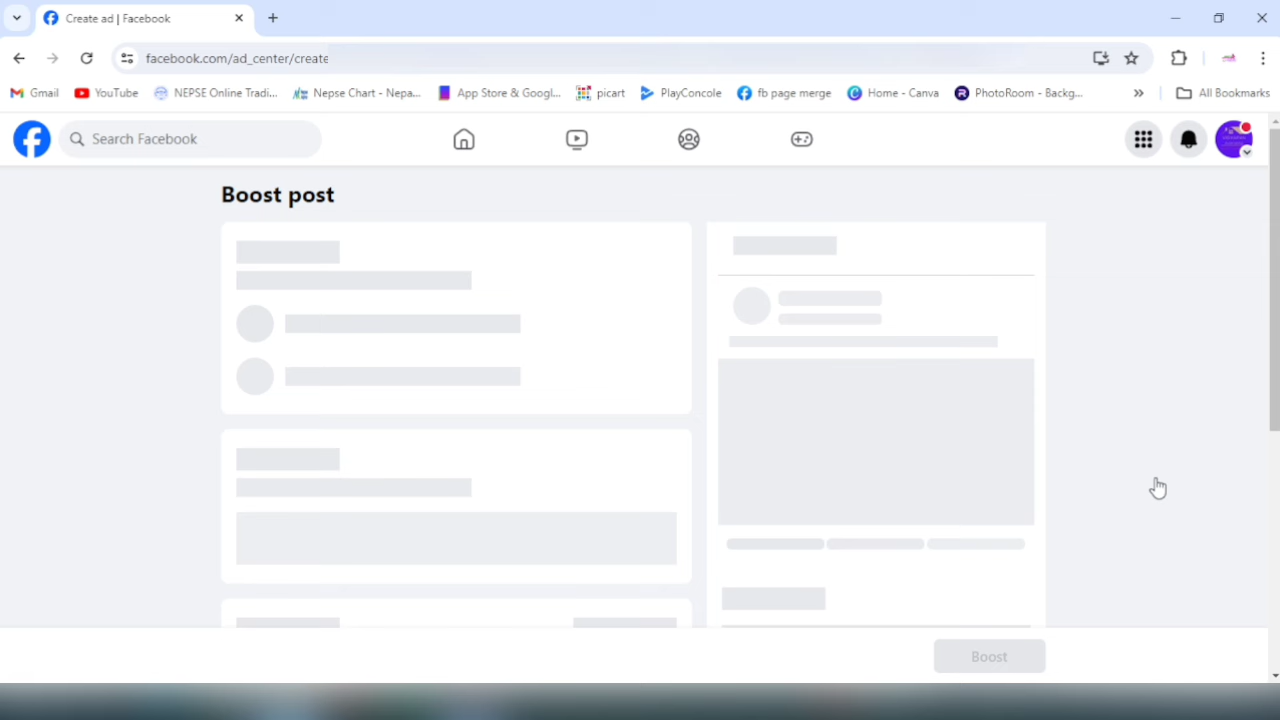 Create ad | Facebook
facebook.com/ad_center/create
Gmail YouTube NEPSE Online Tradi... Nepse Chart - Nepa... App Store & Googl... picart PlayConcole fb page merge Home - Canva PhotoRoom - Backg... » All Bookmarks
Search Facebook
Boost post
Boost